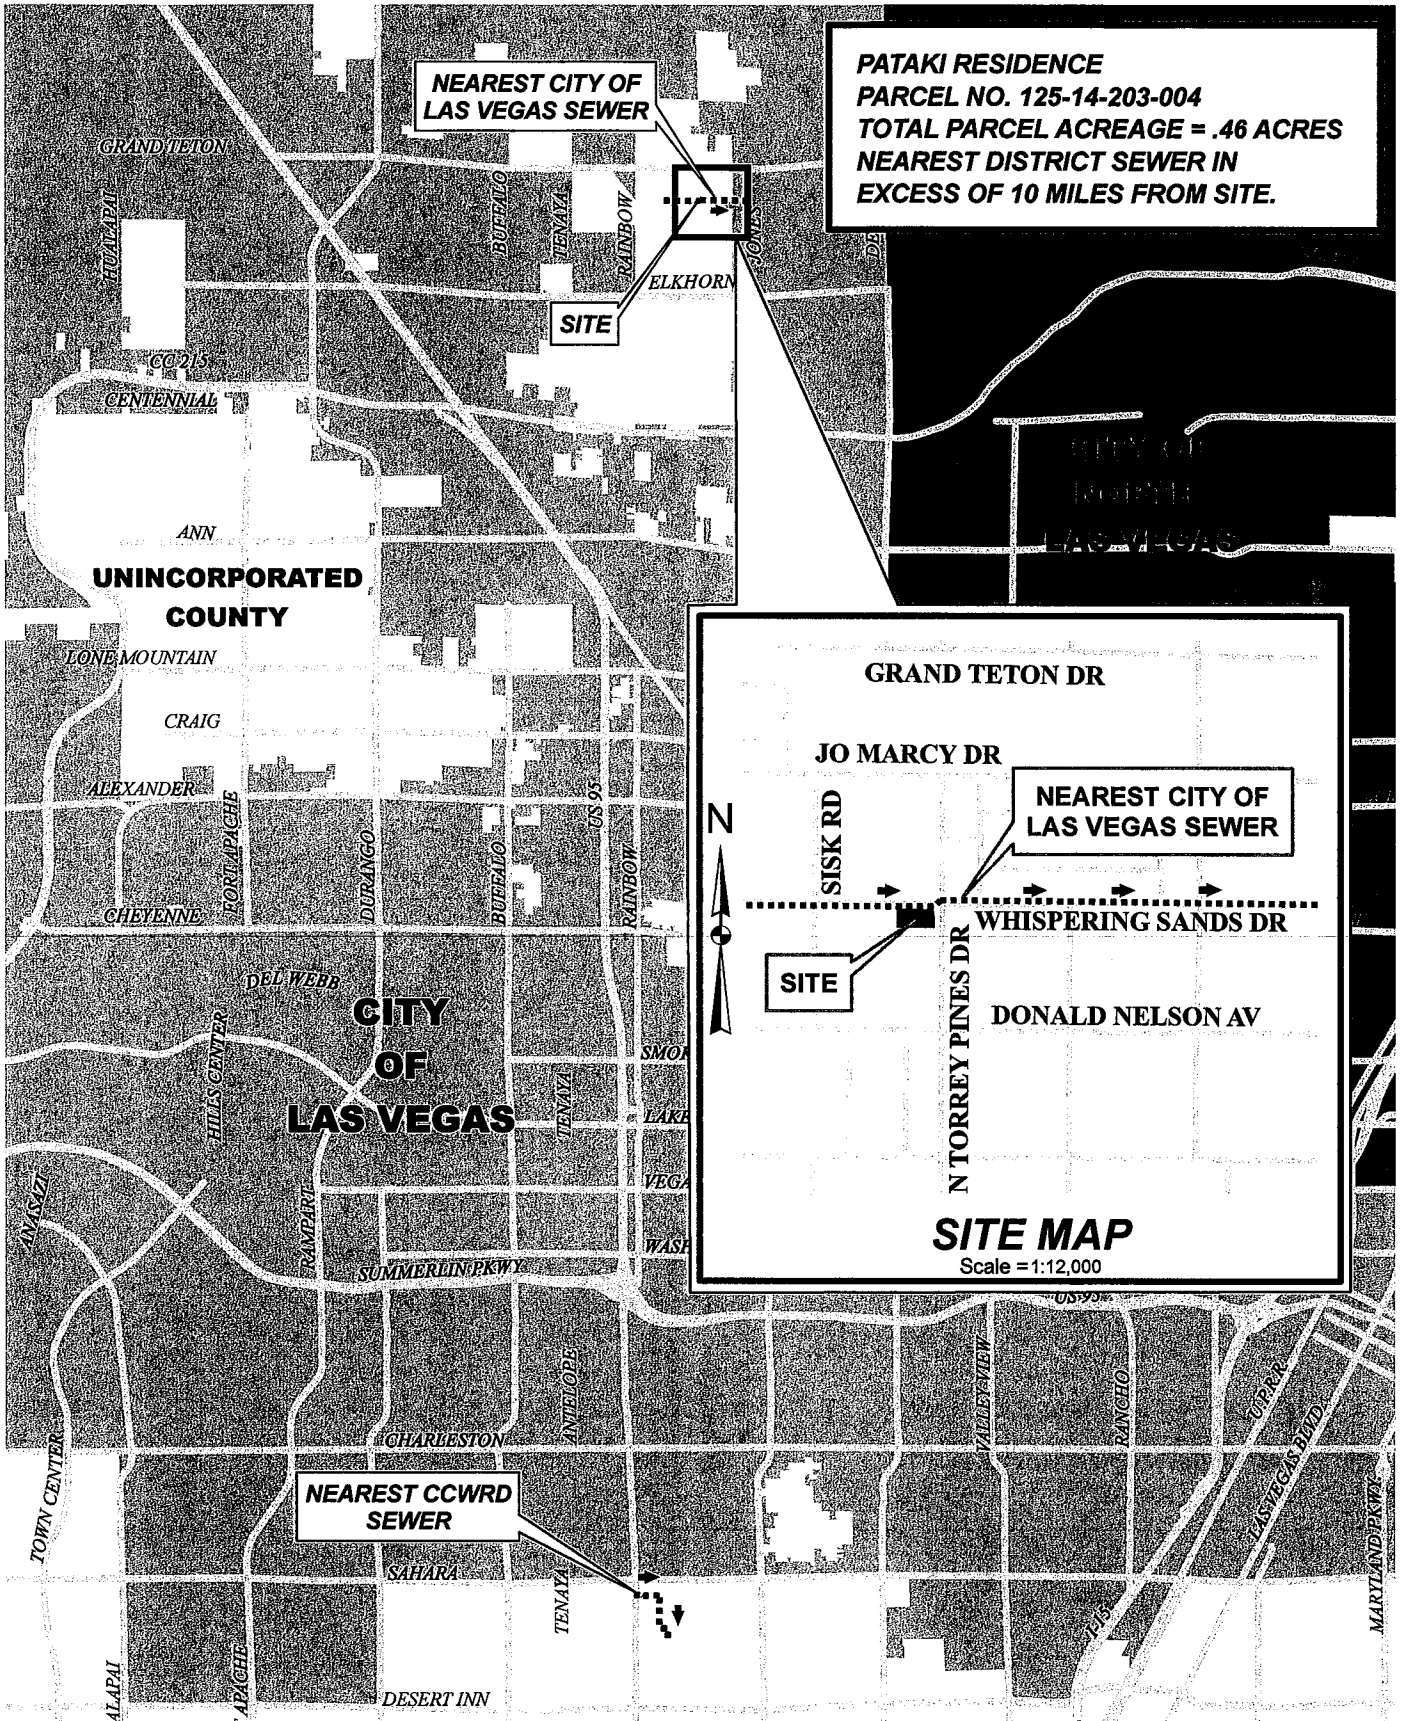 PATAKI RESIDENCE
PARCEL NO. 125-14-203-004
TOTAL PARCEL ACREAGE = .46 ACRES
NEAREST DISTRICT SEWER IN
EXCESS OF 10 MILES FROM SITE.
NEAREST CITY OF
LAS VEGAS SEWER
GRAND TETON
HUALAPAI
BUFFALO
TENAYA
RAINBOW
JONES
DE
ELKHORN
SITE
CC 215
CENTENNIAL
CITY OF
NORTH
LAS VEGAS
ANN
UNINCORPORATED
COUNTY
LONE MOUNTAIN
CRAIG
ALEXANDER
FORT APACHE
DURANGO
BUFFALO
US 95
RAINBOW
CHEYENNE
DEL WEBB
HILLS CENTER
CITY
OF
LAS VEGAS
TENAYA
SMOK
LAKE
VEGA
WASH
ANASAZI
RAMPART
SUMMERLIN PKWY
GRAND TETON DR
JO MARCY DR
NEAREST CITY OF
LAS VEGAS SEWER
N
SISK RD
WHISPERING SANDS DR
SITE
N TORREY PINES DR
DONALD NELSON AV
SITE MAP
Scale = 1:12,000
US 95
ANTELOPE
VALLEY VIEW
RANCHO
U.P.R.R.
LAS VEGAS BLVD.
CHARLESTON
TOWN CENTER
NEAREST CCWRD
SEWER
SAHARA
TENAYA
I-15
MARYLAND PKWY
ALAPAI
APACHE
DESERT INN